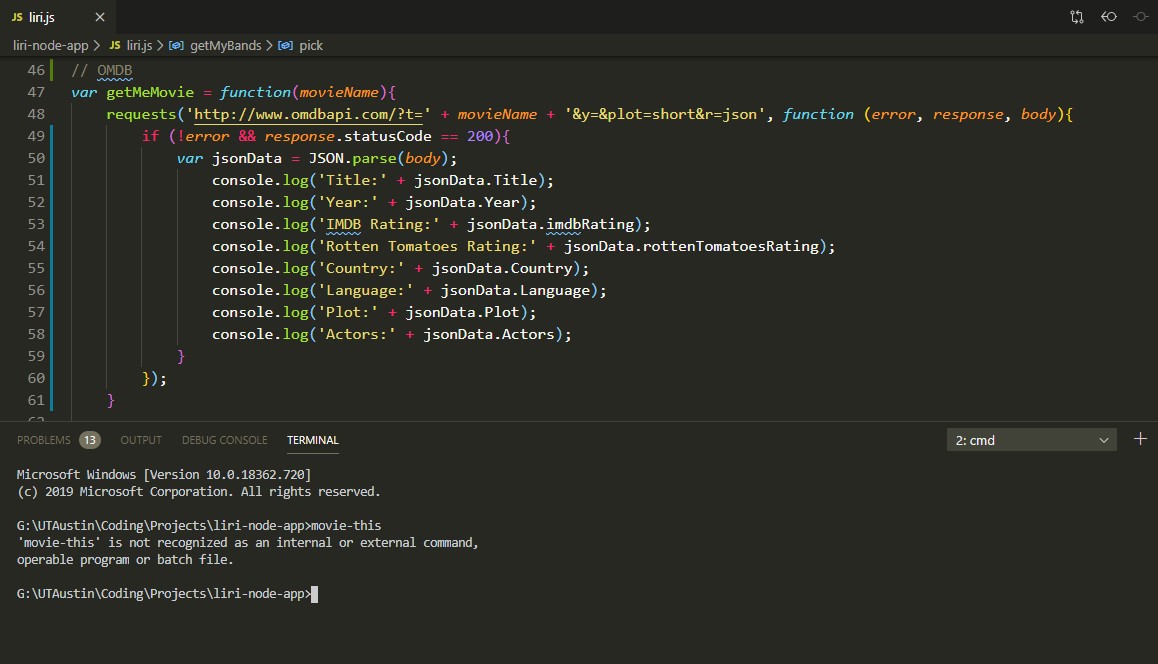 JS liri.js ×
liri-node-app > JS liri.js > getMyBands > pick
46 // OMDB
47 var getMeMovie = function(movieName){
48 requests('http://www.omdbapi.com/?t=' + movieName + '&y=&plot=short&r=json', function (error, response, body){
49 if (!error && response.statusCode == 200){
50 var jsonData = JSON.parse(body);
51 console.log('Title:' + jsonData.Title);
52 console.log('Year:' + jsonData.Year);
53 console.log('IMDB Rating:' + jsonData.imdbRating);
54 console.log('Rotten Tomatoes Rating:' + jsonData.rottenTomatoesRating);
55 console.log('Country:' + jsonData.Country);
56 console.log('Language:' + jsonData.Language);
57 console.log('Plot:' + jsonData.Plot);
58 console.log('Actors:' + jsonData.Actors);
59 }
60 });
61 }
62
PROBLEMS 13 OUTPUT DEBUG CONSOLE TERMINAL 2: cmd +
Microsoft Windows [Version 10.0.18362.720]
(c) 2019 Microsoft Corporation. All rights reserved.
G:\UTAustin\Coding\Projects\liri-node-app>movie-this
'movie-this' is not recognized as an internal or external command,
operable program or batch file.
G:\UTAustin\Coding\Projects\liri-node-app>